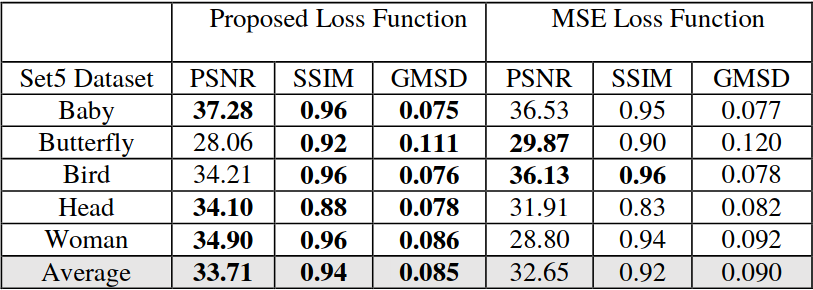 Proposed Loss Function MSE Loss Function
Set5 Dataset PSNR SSIM GMSD PSNR SSIM GMSD
Baby 37.28 0.96 0.075 36.53 0.95 0.077
Butterfly 28.06 0.92 0.111 29.87 0.90 0.120
Bird 34.21 0.96 0.076 36.13 0.96 0.078
Head 34.10 0.88 0.078 31.91 0.83 0.082
Woman 34.90 0.96 0.086 28.80 0.94 0.092
Average 33.71 0.94 0.085 32.65 0.92 0.090